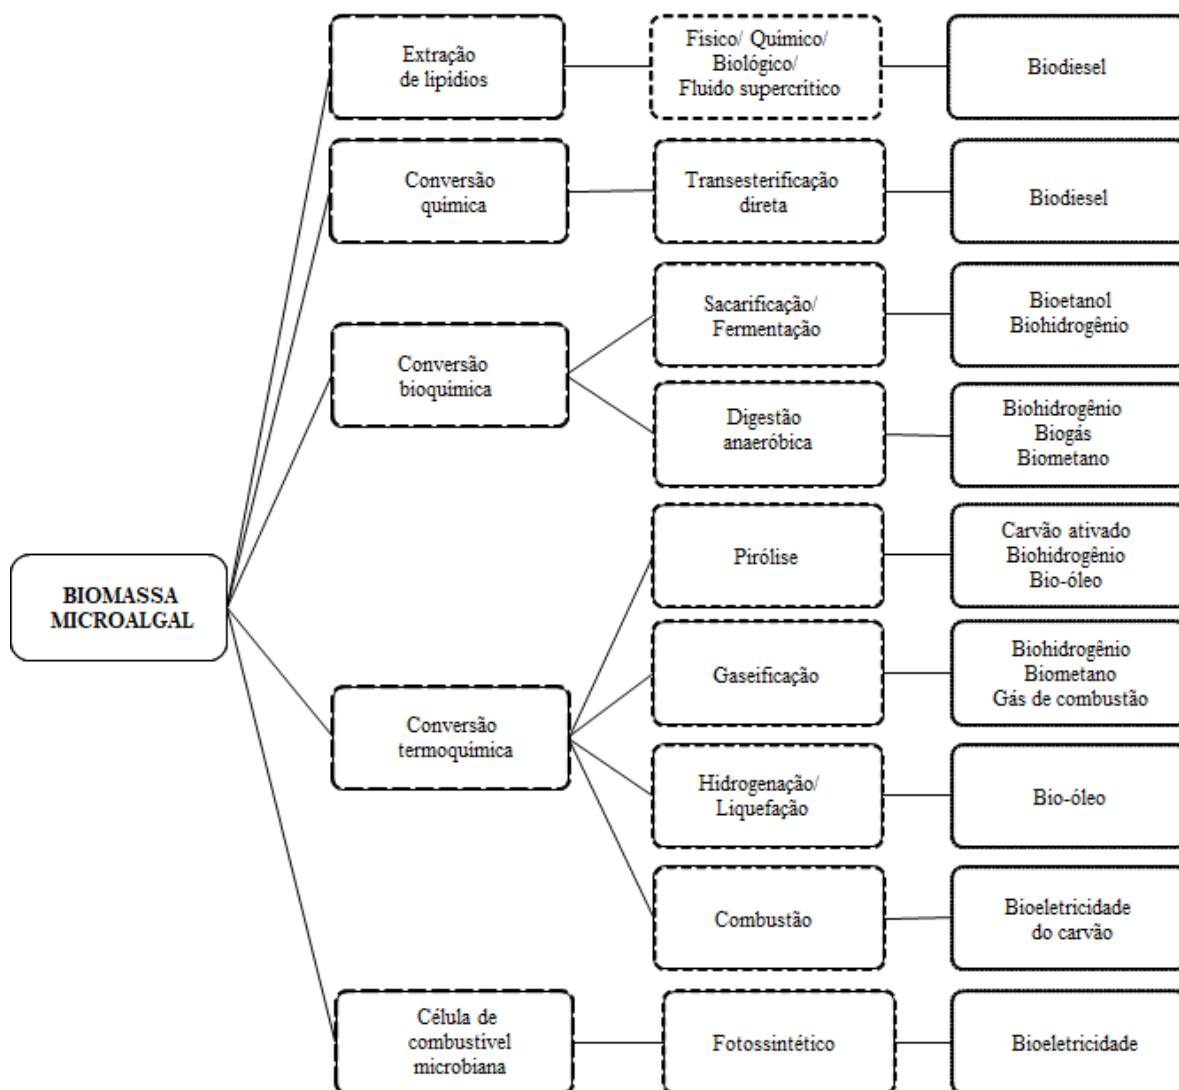 Extração
de lipídios
Físico/ Químico/
Biológico/
Fluido supercrítico
Biodiesel
Conversão
química
Transesterificação
direta
Biodiesel
Conversão
bioquímica
Sacarificação/
Fermentação
Bioetanol
Biohidrogênio
Digestão
anaeróbica
Biohidrogênio
Biogás
Biometano
BIOMASSA
MICROALGAL
Conversão
termoquímica
Pirólise
Carvão ativado
Biohidrogênio
Bio-óleo
Gaseificação
Biohidrogênio
Biometano
Gás de combustão
Hidrogenação/
Liquefação
Bio-óleo
Combustão
Bioeletricidade
do carvão
Célula de
combustível
microbiana
Fotossintético
Bioeletricidade